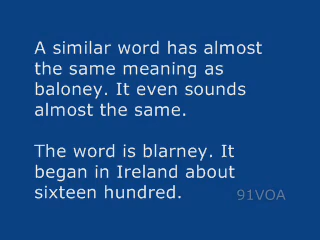 A similar word has almost
the same meaning as
baloney. It even sounds
almost the same.
The word is blarney. It
began in Ireland about
sixteen hundred.
91VOA